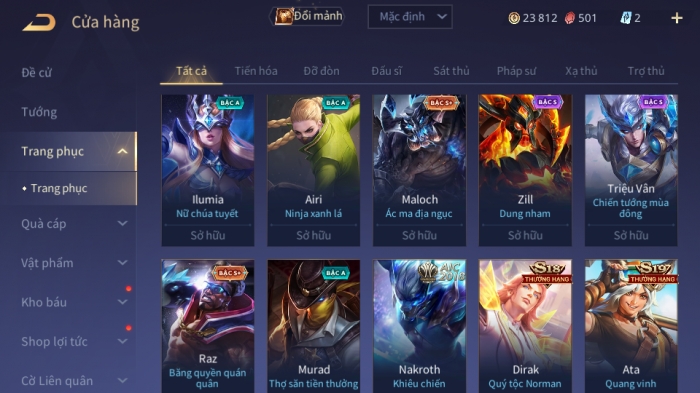 Cửa hàng
Đổi mảnh
Mặc định
23 812
501
2
Đề cử
Tướng
Trang phục
Trang phục
Quà cáp
Vật phẩm
Kho báu
Shop lợi tức
Cờ Liên quân
Tất cả
Tiến hóa
Đỡ đòn
Đấu sĩ
Sát thủ
Pháp sư
Xạ thủ
Trợ thủ
BẬC A
Ilumia
Nữ chúa tuyết
Sở hữu
BẬC A
Airi
Ninja xanh lá
Sở hữu
BẬC S+
Maloch
Ác ma địa ngục
Sở hữu
BẬC S
Zill
Dung nham
Sở hữu
BẬC S
Triệu Vân
Chiến tướng mùa
đông
Sở hữu
BẬC S+
Raz
Băng quyền quán
quân
BẬC A
Murad
Thợ săn tiền thưởng
AIC
2018
Nakroth
Khiêu chiến
S18
THƯỢNG HẠNG
Dirak
Quý tộc Norman
S19
THƯỢNG HẠNG
Ata
Quang vinh